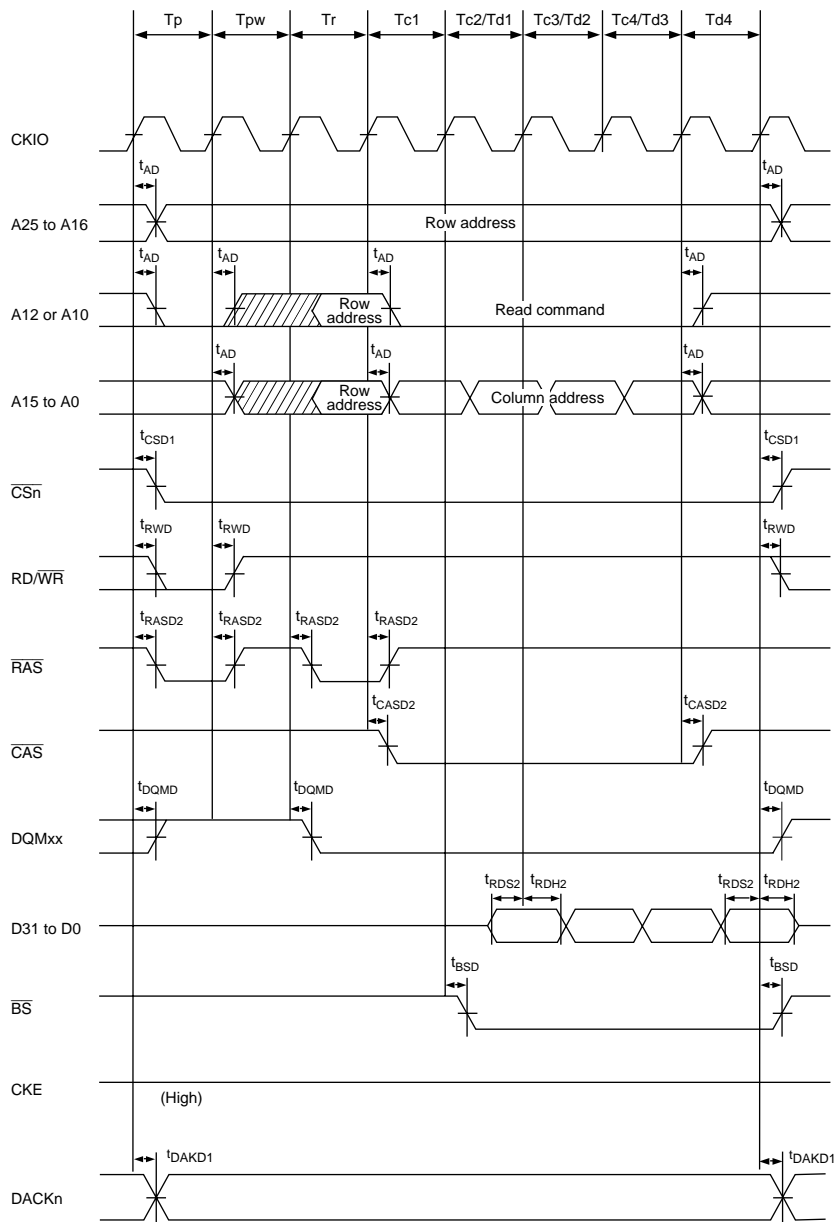 Tp Tpw Tr Tc1 Tc2/Td1 Tc3/Td2 Tc4/Td3 Td4
CKIO
tAD tAD
A25 to A16 Row address
tAD tAD tAD tAD
A12 or A10 Row address Read command
tAD tAD tAD
A15 to A0 Row address Column address
tCSD1 tCSD1
CSn
tRWD tRWD tRWD
RD/WR
tRASD2 tRASD2 tRASD2 tRASD2
RAS
tCASD2 tCASD2
CAS
tDQMD tDQMD tDQMD
DQMxx
tRDS2 tRDH2 tRDS2 tRDH2
D31 to D0
tBSD tBSD
BS
CKE
(High)
tDAKD1 tDAKD1
DACKn